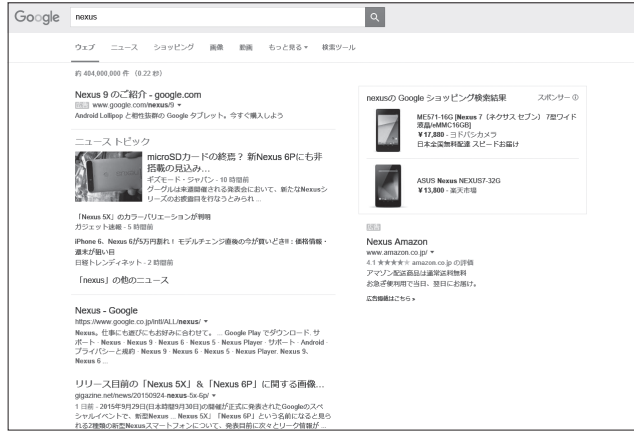 Google
nexus
ウェブ ニュース ショッピング 画像 動画 もっと見る ▾ 検索ツール
約 404,000,000 件 （0.22 秒）
Nexus 9 のご紹介 - google.com
広告 www.google.com/nexus/9 ▾
Android Lollipop と相性抜群の Google タブレット。今すぐ購入しよう
ニュース トピック
microSDカードの終焉？ 新Nexus 6Pにも非
搭載の見込み…
ギズモード・ジャパン - 18 時間前
グーグルは来週開催される発表会において、新たなNexusシ
リーズのお披露目を行なうとみられ ...
「Nexus 5X」のカラーバリエーションが判明
ガジェット速報 - 5 時間前
iPhone 6、Nexus 6が5万円割れ！ モデルチェンジ直後の今が買いどき!!：価格情報・
週末が狙い目
日経トレンディネット - 2 時間前
「nexus」の他のニュース
Nexus - Google
https://www.google.co.jp/intl/ALL/nexus/ ▾
Nexus。仕事にも遊びにもお好みに合わせて。 ... Google Play でダウンロード. サ
ポート · Nexus · Nexus 9 · Nexus 6 · Nexus 5 · Nexus Player · サポート · Android ·
プライバシーと規約 · Nexus 9 · Nexus 6 · Nexus 5 · Nexus Player. Nexus 9、
Nexus 6 ...
リリース目前の「Nexus 5X」＆「Nexus 6P」に関する画像…
gigazine.net/news/20150924-nexus-5x-6p/ ▾
1 日前 - 2015年9月29日(日本時間9月30日)の開催が正式に発表されたGoogleのスペ
シャルイベントで、新型Nexus ... Nexus 5X」「Nexus 6P」という名前になると見ら
れる2種類の新型Nexusスマートフォンについて、発表目前に次々とリーク情報が ...
nexusの Google ショッピング検索結果 スポンサー ⓘ
ME571-16G [Nexus 7（ネクサス セブン） 7型ワイド
液晶/eMMC16GB]
￥17,880 - ヨドバシカメラ
日本全国無料配達 スピードお届け
ASUS Nexus NEXUS7-32G
￥13,800 - 楽天市場
広告
Nexus Amazon
www.amazon.co.jp/ ▾
4.1 ★★★★★ amazon.co.jp の評価
アマゾン配送商品は通常送料無料
お急ぎ便利用で当日、翌日にお届け。
広告掲載はこちら »